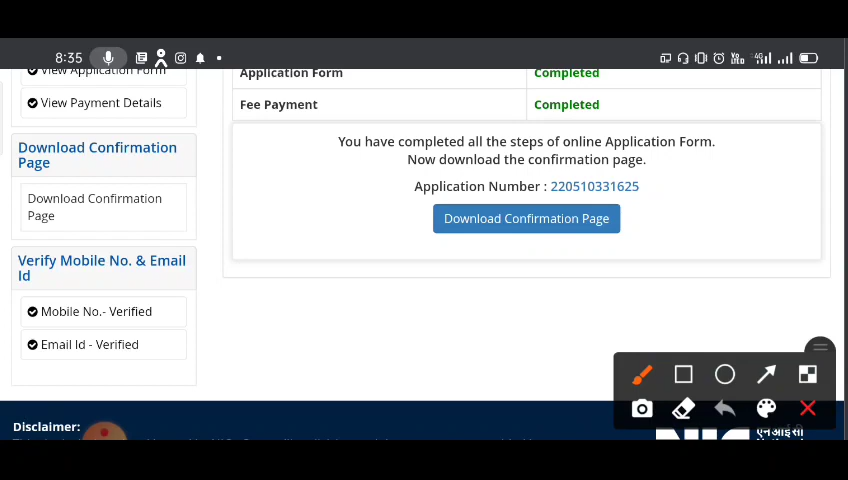 8:35
View Application Form
View Payment Details
Download Confirmation
Page
Download Confirmation
Page
Verify Mobile No. & Email
Id
Mobile No.- Verified
Email Id - Verified
Application Form Completed
Fee Payment Completed
You have completed all the steps of online Application Form.
Now download the confirmation page.
Application Number : 220510331625
Download Confirmation Page
Disclaimer:
एनआईसी